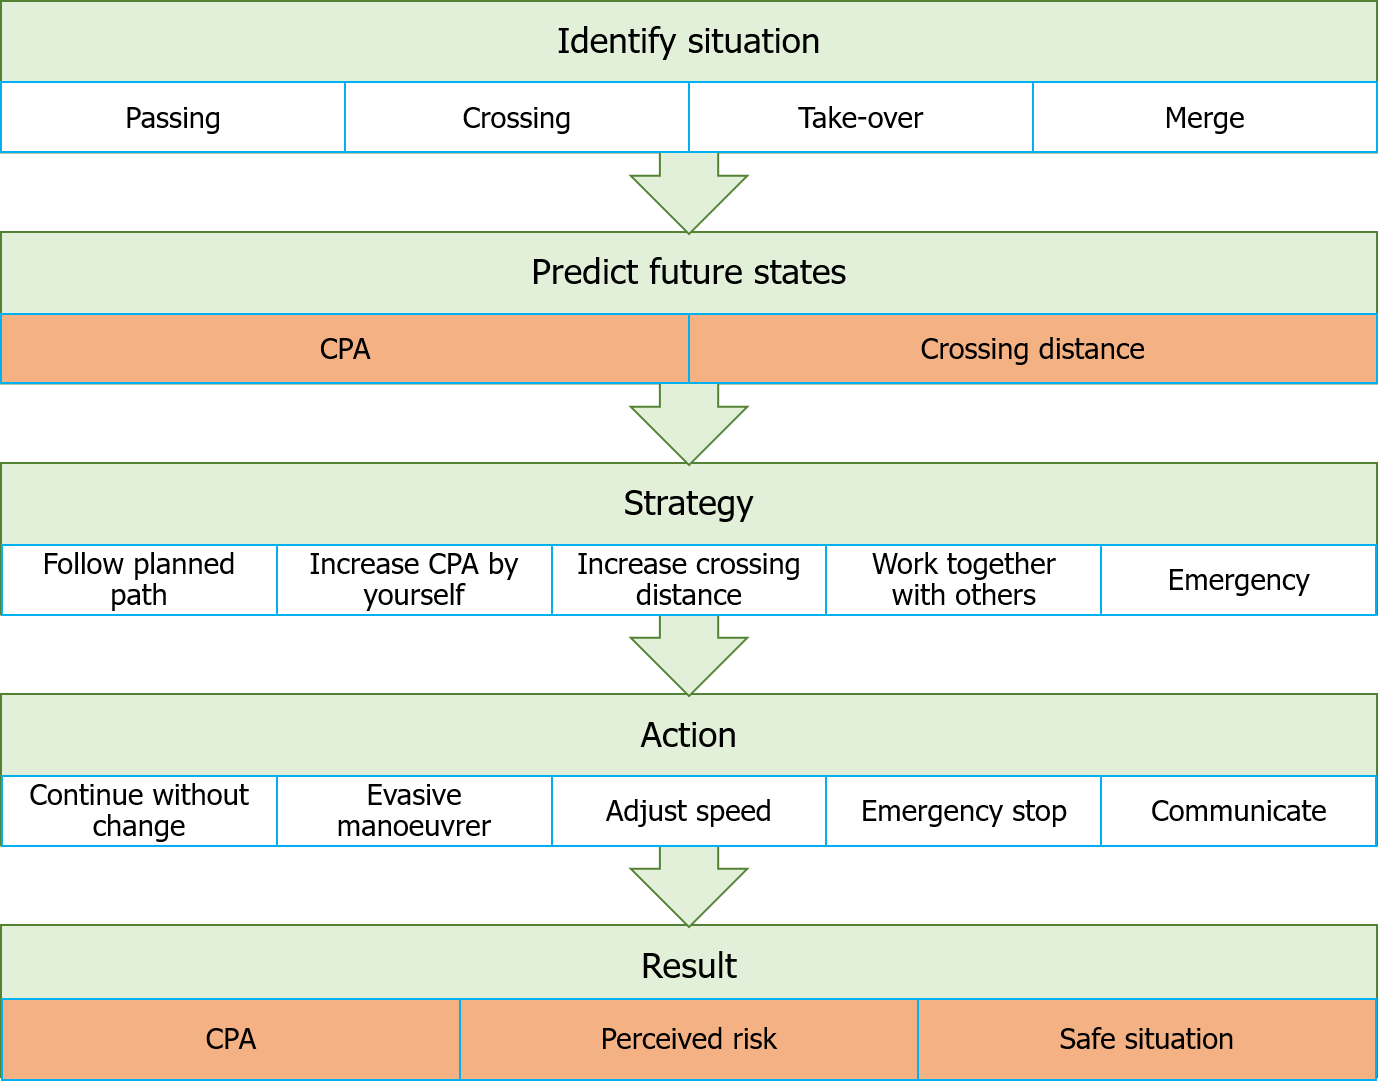 Identify situation
Passing
Crossing
Take-over
Merge
Predict future states
CPA
Crossing distance
Strategy
Follow planned
path
Increase CPA by
yourself
Increase crossing
distance
Work together
with others
Emergency
Action
Continue without
change
Evasive
manoeuvrer
Adjust speed
Emergency stop
Communicate
Result
CPA
Perceived risk
Safe situation